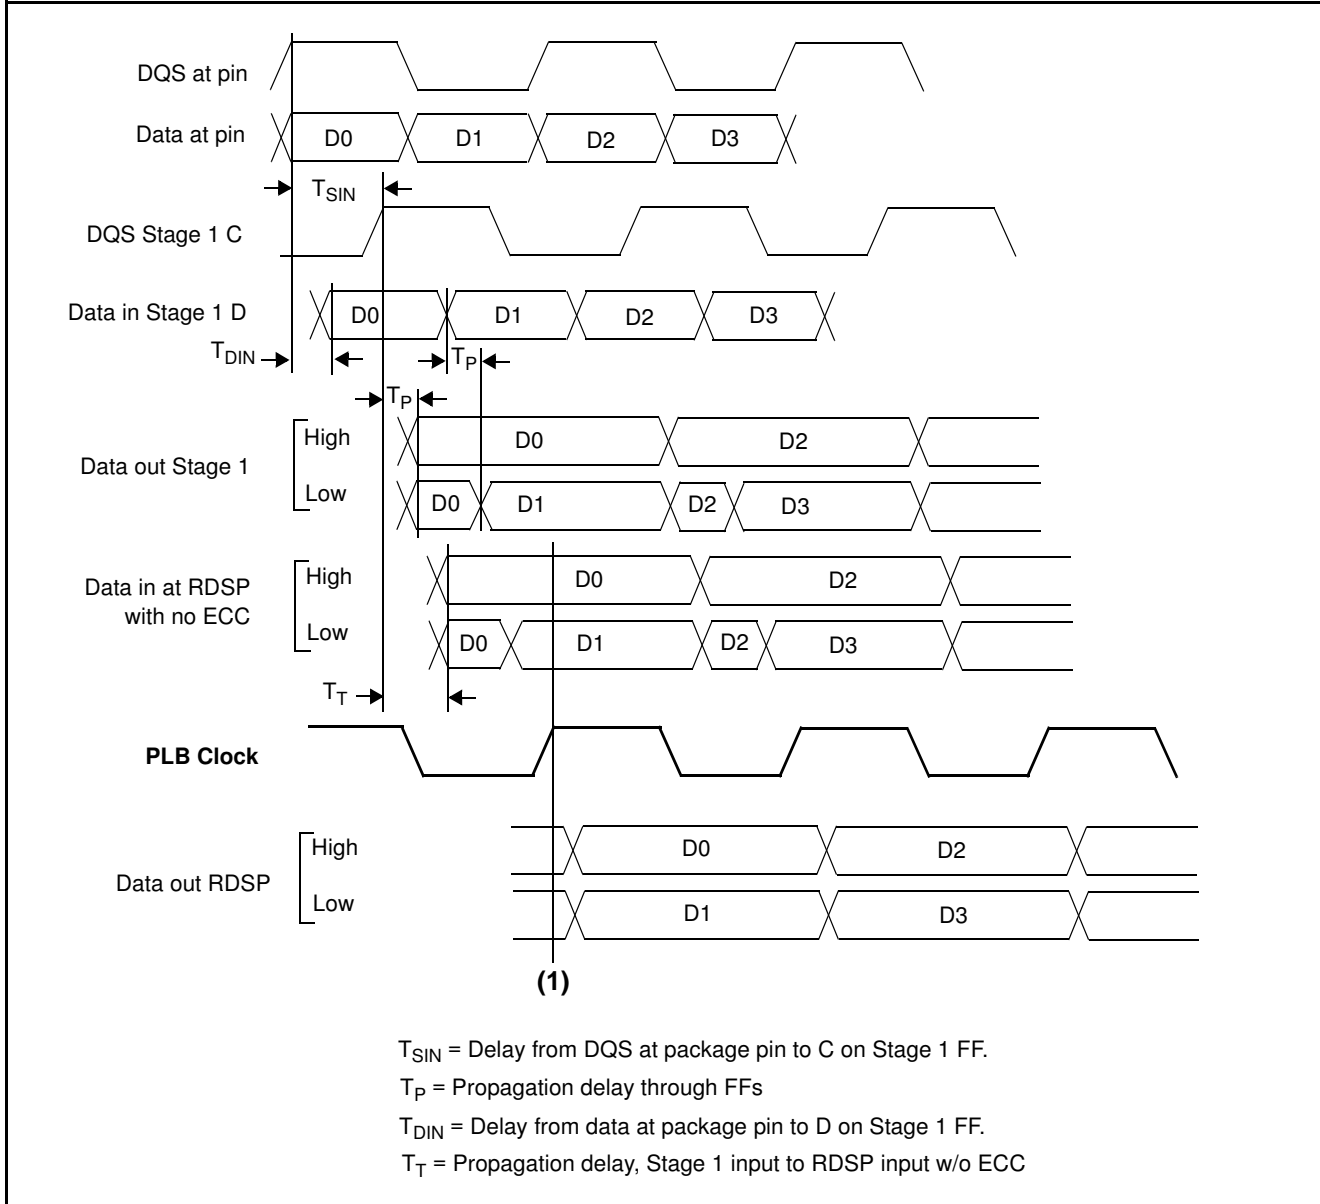 DQS at pin
Data at pin
D0 D1 D2 D3
TSIN
DQS Stage 1 C
Data in Stage 1 D
D0 D1 D2 D3
TDIN
TP
TP
Data out Stage 1
High
D0 D2
Low
D0 D1 D2 D3
Data in at RDSP
with no ECC
High
D0 D2
Low
D0 D1 D2 D3
TT
PLB Clock
Data out RDSP
High
D0 D2
Low
D1 D3
(1)
TSIN = Delay from DQS at package pin to C on Stage 1 FF.
TP = Propagation delay through FFs
TDIN = Delay from data at package pin to D on Stage 1 FF.
TT = Propagation delay, Stage 1 input to RDSP input w/o ECC